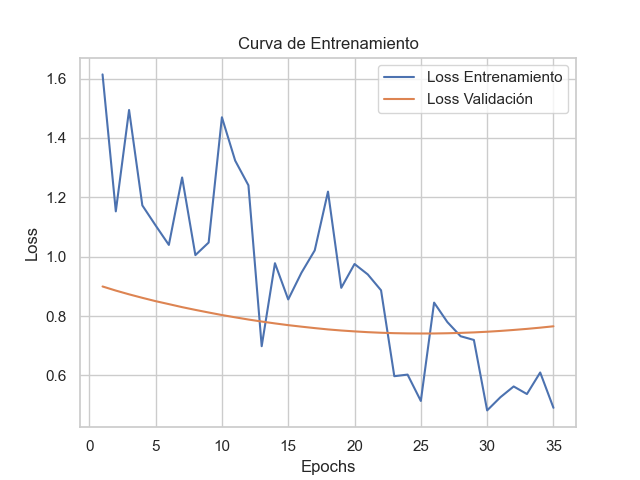 Curva de Entrenamiento
Loss Entrenamiento
Loss Validación
Loss
1.6
1.4
1.2
1.0
0.8
0.6
0 5 10 15 20 25 30 35
Epochs